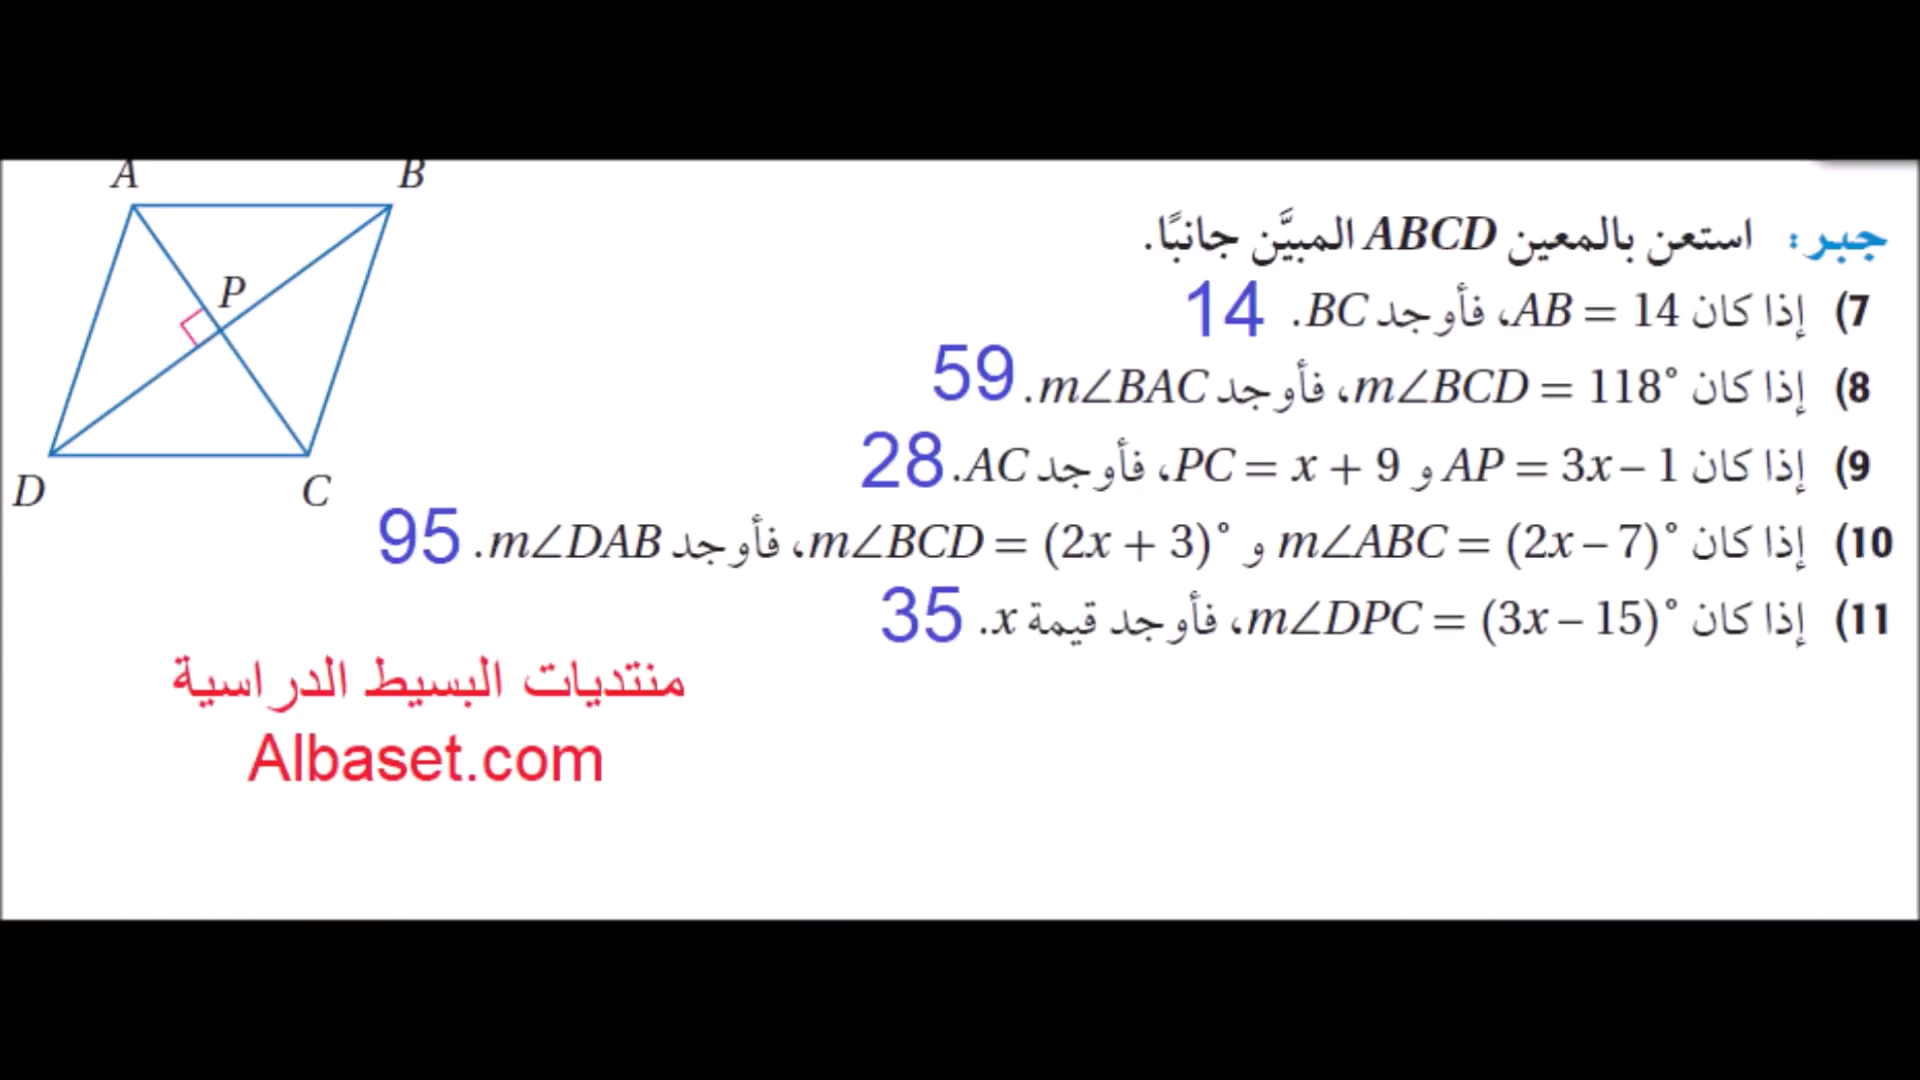 A B
P
D C
جبر: استعن بالمعين ABCD المبيَّن جانبًا.
7) إذا كان AB = 14، فأوجد BC. 14
8) إذا كان m∠BCD = 118°، فأوجد m∠BAC. 59
9) إذا كان AP = 3x – 1 و PC = x + 9، فأوجد AC. 28
10) إذا كان m∠ABC = (2x – 7)° و m∠BCD = (2x + 3)°، فأوجد m∠DAB. 95
11) إذا كان m∠DPC = (3x – 15)°، فأوجد قيمة x. 35
منتديات البسيط الدراسية
Albaset.com